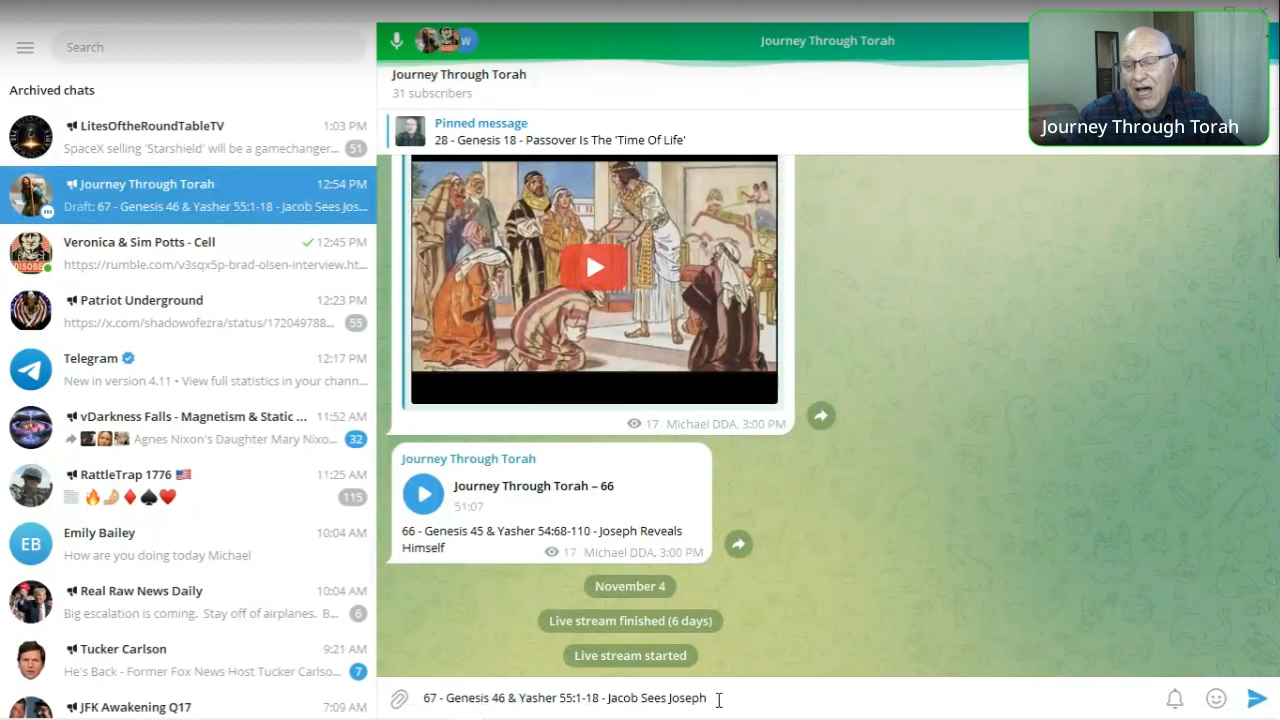 Search
Archived chats
LitesOftheRoundTableTV 1:03 PM
SpaceX selling 'Starshield' will be a gamechanger... 51
Journey Through Torah 12:54 PM
Draft: 67 - Genesis 46 & Yasher 55:1-18 - Jacob Sees Jos...
Veronica & Sim Potts - Cell 12:45 PM
https://rumble.com/v3sqx5p-brad-olsen-interview.ht...
DISOBE
Patriot Underground 12:23 PM
https://x.com/shadowofezra/status/172049788... 55
Telegram 12:17 PM
New in version 4.11 • View full statistics in your chann...
vDarkness Falls - Magnetism & Static ... 11:52 AM
Agnes Nixon's Daughter Mary Nixo... 32
RattleTrap 1776 🇺🇸 11:25 AM
📰 🔥🤌🏼♦️♠️♥️ 115
EB
Emily Bailey 10:04 AM
How are you doing today Michael
Real Raw News Daily 10:04 AM
Big escalation is coming. Stay off of airplanes. B... 6
Tucker Carlson 9:21 AM
He's Back - Former Fox News Host Tucker Carlso... 7
JFK Awakening Q17 7:09 AM
W
Journey Through Torah
Journey Through Torah
31 subscribers
Pinned message
28 - Genesis 18 - Passover Is The 'Time Of Life'
Journey Through Torah
17 Michael DDA, 3:00 PM
Journey Through Torah
Journey Through Torah – 66
51:07
66 - Genesis 45 & Yasher 54:68-110 - Joseph Reveals
Himself
17 Michael DDA, 3:00 PM
November 4
Live stream finished (6 days)
Live stream started
67 - Genesis 46 & Yasher 55:1-18 - Jacob Sees Joseph